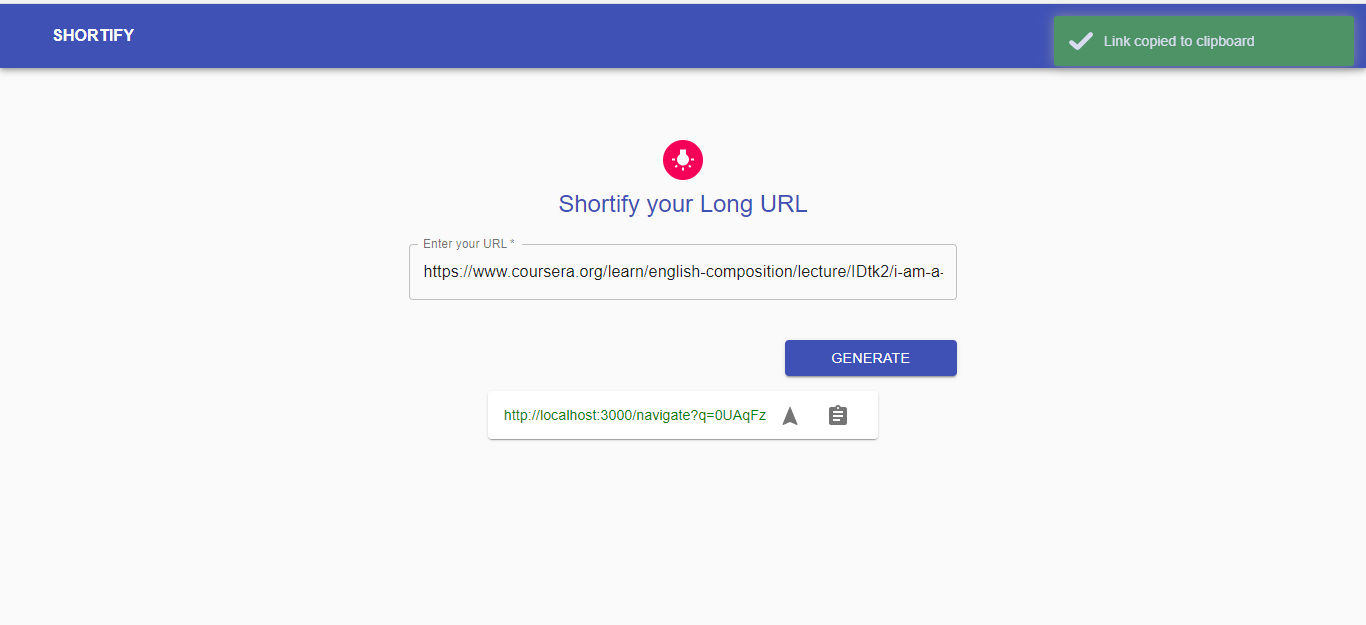 SHORTIFY
Link copied to clipboard
Shortify your Long URL
Enter your URL *
https://www.coursera.org/learn/english-composition/lecture/IDtk2/i-am-a-
GENERATE
http://localhost:3000/navigate?q=0UAqFz